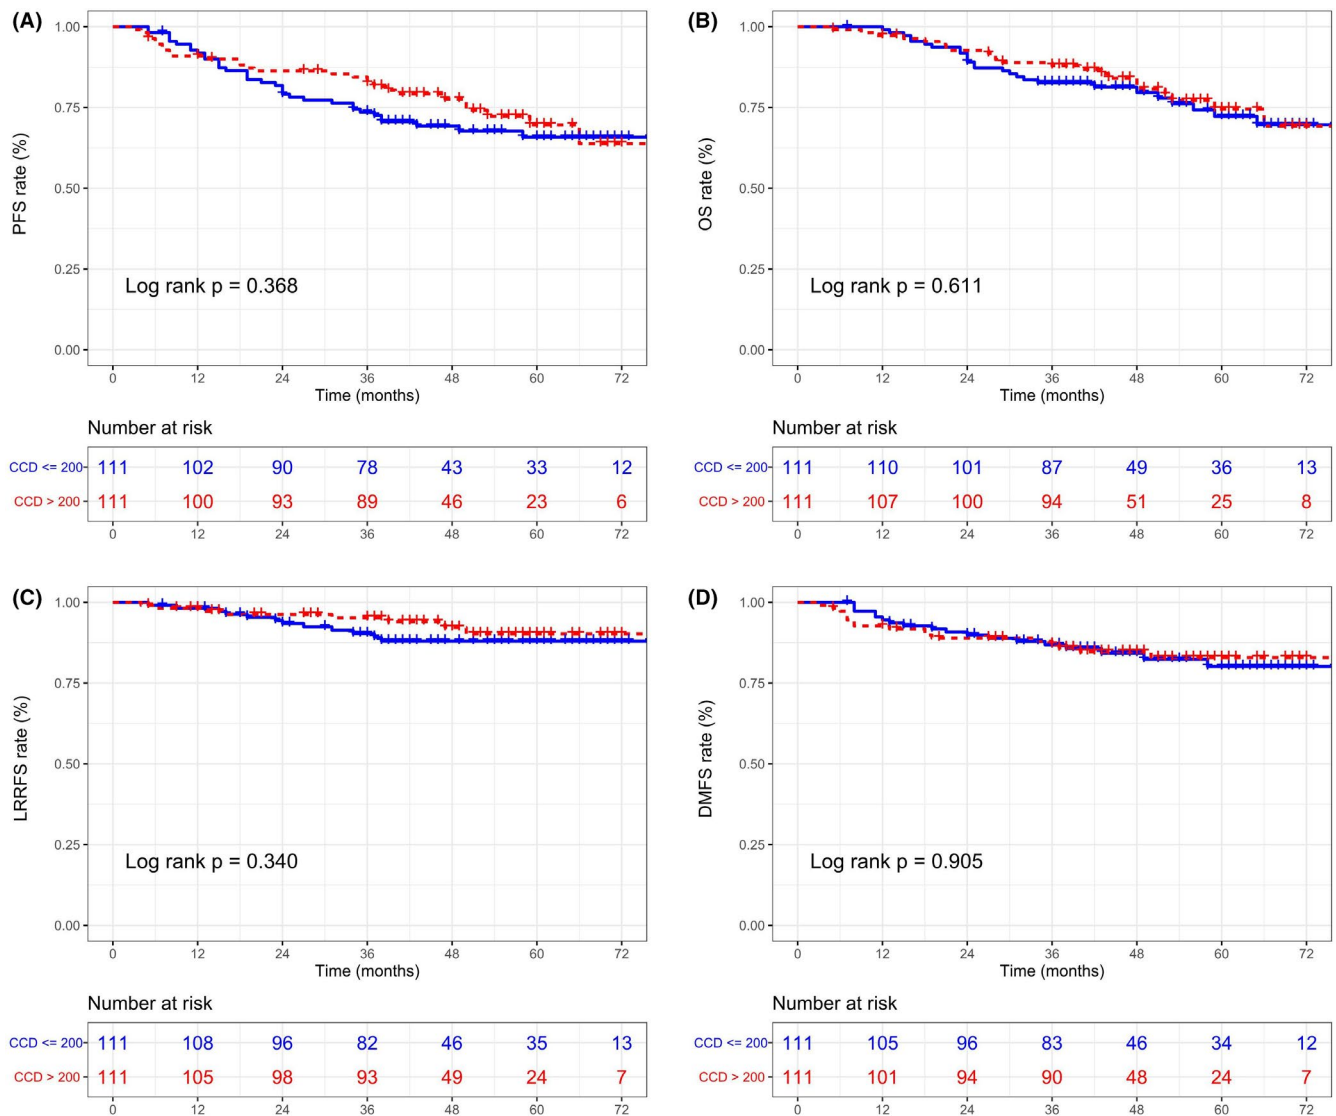 (A)
PFS rate (%)
1.00
0.75
0.50
0.25
0.00
Log rank p = 0.368
0 12 24 36 48 60 72
Time (months)
Number at risk
CCD <= 200 111 102 90 78 43 33 12
CCD > 200 111 100 93 89 46 23 6
0 12 24 36 48 60 72
(B)
OS rate (%)
1.00
0.75
0.50
0.25
0.00
Log rank p = 0.611
0 12 24 36 48 60 72
Time (months)
Number at risk
CCD <= 200 111 110 101 87 49 36 13
CCD > 200 111 107 100 94 51 25 8
0 12 24 36 48 60 72
(C)
LRRFS rate (%)
1.00
0.75
0.50
0.25
0.00
Log rank p = 0.340
0 12 24 36 48 60 72
Time (months)
Number at risk
CCD <= 200 111 108 96 82 46 35 13
CCD > 200 111 105 98 93 49 24 7
0 12 24 36 48 60 72
(D)
DMFS rate (%)
1.00
0.75
0.50
0.25
0.00
Log rank p = 0.905
0 12 24 36 48 60 72
Time (months)
Number at risk
CCD <= 200 111 105 96 83 46 34 12
CCD > 200 111 101 94 90 48 24 7
0 12 24 36 48 60 72